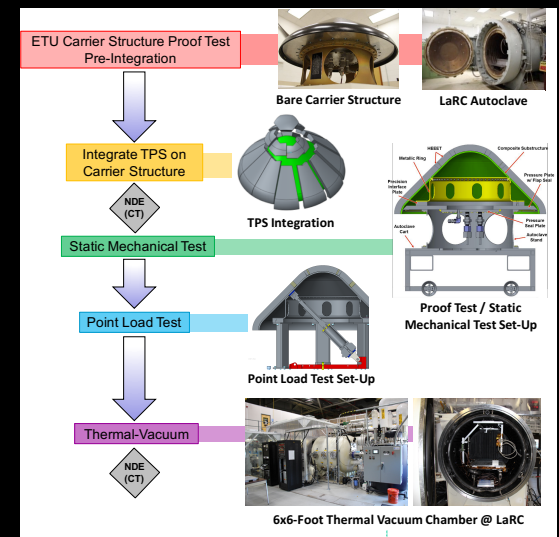 ETU Carrier Structure Proof Test
Pre-Integration
Bare Carrier Structure
LaRC Autoclave
Integrate TPS on
Carrier Structure
TPS Integration
NDE
(CT)
HEEET
Composite Substructure
Metallic Ring
Pressure Plate
w/ Flap Seal
Precision
Interface
Plate
Autoclave
Cart
Pressure
Seal Plate
Autoclave
Stand
Static Mechanical Test
Proof Test / Static
Mechanical Test Set-Up
Point Load Test
Point Load Test Set-Up
Thermal-Vacuum
NDE
(CT)
6x6-Foot Thermal Vacuum Chamber @ LaRC